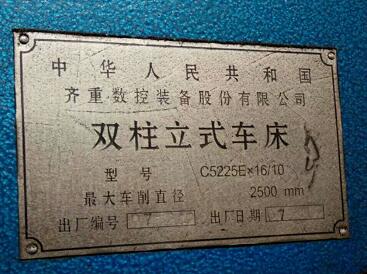 中华人民共和国
齐重数控装备股份有限公司
双柱立式车床
型号 C5225E×16/10
最大车削直径 2500 mm
出厂编号 7 出厂日期 7